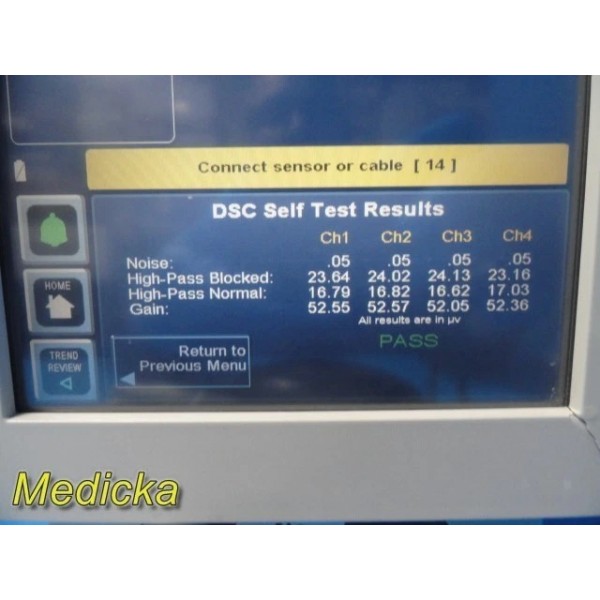 Connect sensor or cable [ 14 ]
DSC Self Test Results
Ch1 Ch2 Ch3 Ch4
Noise: .05 .05 .05 .05
High-Pass Blocked: 23.64 24.02 24.13 23.16
High-Pass Normal: 16.79 16.82 16.62 17.03
Gain: 52.55 52.57 52.05 52.36
All results are in µv
PASS
HOME
TREND
REVIEW
Return to
Previous Menu
Medicka